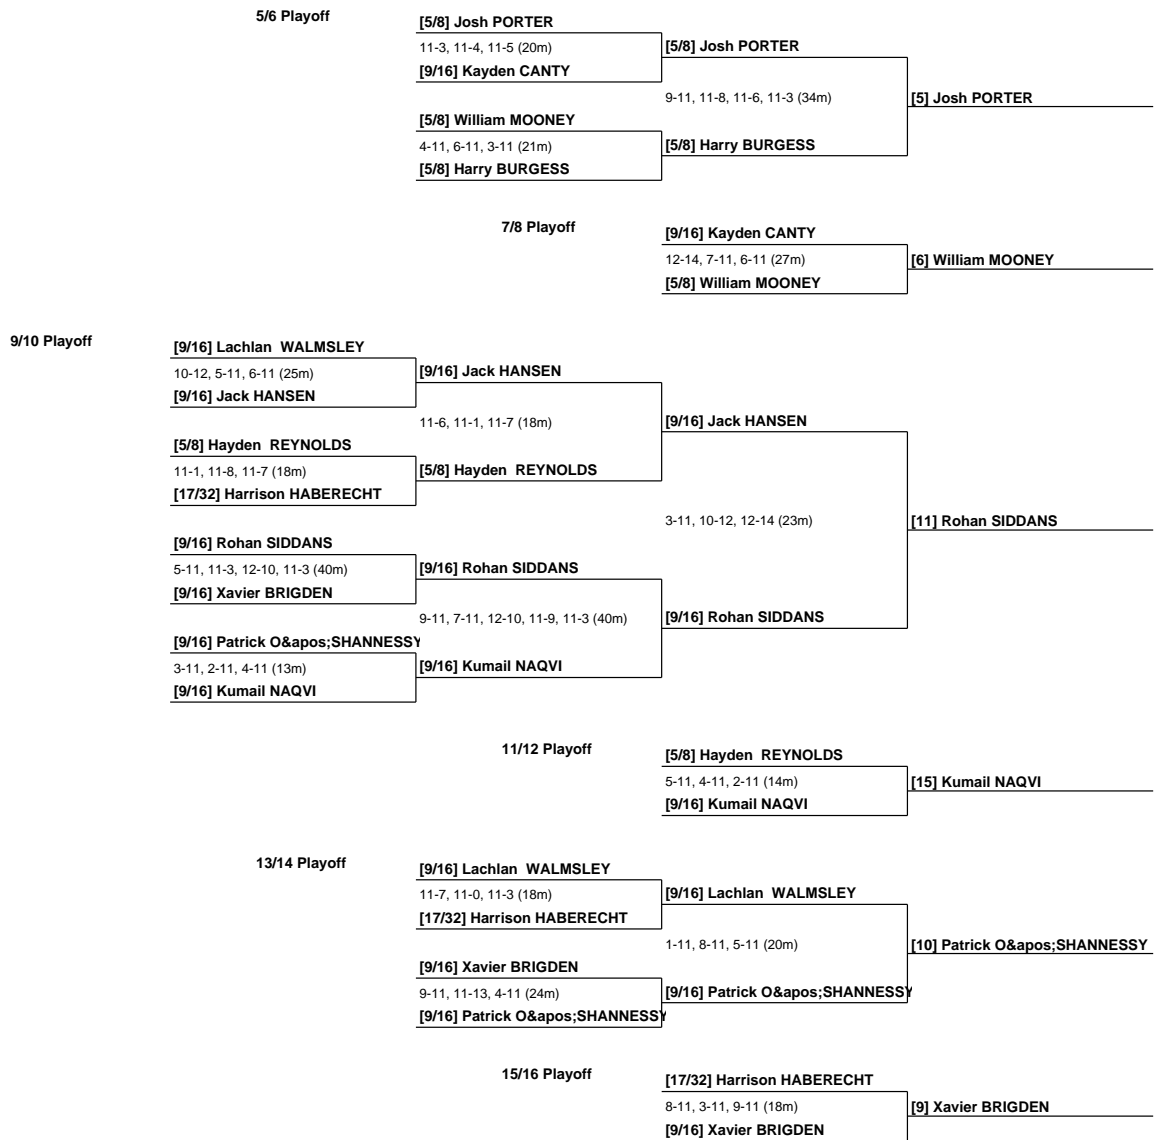 5/6 Playoff
[5/8] Josh PORTER
11-3, 11-4, 11-5 (20m)
[5/8] Josh PORTER
[9/16] Kayden CANTY
9-11, 11-8, 11-6, 11-3 (34m)
[5] Josh PORTER
[5/8] William MOONEY
4-11, 6-11, 3-11 (21m)
[5/8] Harry BURGESS
[5/8] Harry BURGESS
7/8 Playoff
[9/16] Kayden CANTY
12-14, 7-11, 6-11 (27m)
[6] William MOONEY
[5/8] William MOONEY
9/10 Playoff
[9/16] Lachlan  WALMSLEY
10-12, 5-11, 6-11 (25m)
[9/16] Jack HANSEN
[9/16] Jack HANSEN
11-6, 11-1, 11-7 (18m)
[9/16] Jack HANSEN
[5/8] Hayden  REYNOLDS
11-1, 11-8, 11-7 (18m)
[5/8] Hayden  REYNOLDS
[17/32] Harrison HABERECHT
3-11, 10-12, 12-14 (23m)
[11] Rohan SIDDANS
[9/16] Rohan SIDDANS
5-11, 11-3, 12-10, 11-3 (40m)
[9/16] Rohan SIDDANS
[9/16] Xavier BRIGDEN
9-11, 7-11, 12-10, 11-9, 11-3 (40m)
[9/16] Rohan SIDDANS
[9/16] Patrick O&apos;SHANNESSY
3-11, 2-11, 4-11 (13m)
[9/16] Kumail NAQVI
[9/16] Kumail NAQVI
11/12 Playoff
[5/8] Hayden  REYNOLDS
5-11, 4-11, 2-11 (14m)
[15] Kumail NAQVI
[9/16] Kumail NAQVI
13/14 Playoff
[9/16] Lachlan  WALMSLEY
11-7, 11-0, 11-3 (18m)
[9/16] Lachlan  WALMSLEY
[17/32] Harrison HABERECHT
1-11, 8-11, 5-11 (20m)
[10] Patrick O&apos;SHANNESSY
[9/16] Xavier BRIGDEN
9-11, 11-13, 4-11 (24m)
[9/16] Patrick O&apos;SHANNESSY
[9/16] Patrick O&apos;SHANNESSY
15/16 Playoff
[17/32] Harrison HABERECHT
8-11, 3-11, 9-11 (18m)
[9] Xavier BRIGDEN
[9/16] Xavier BRIGDEN